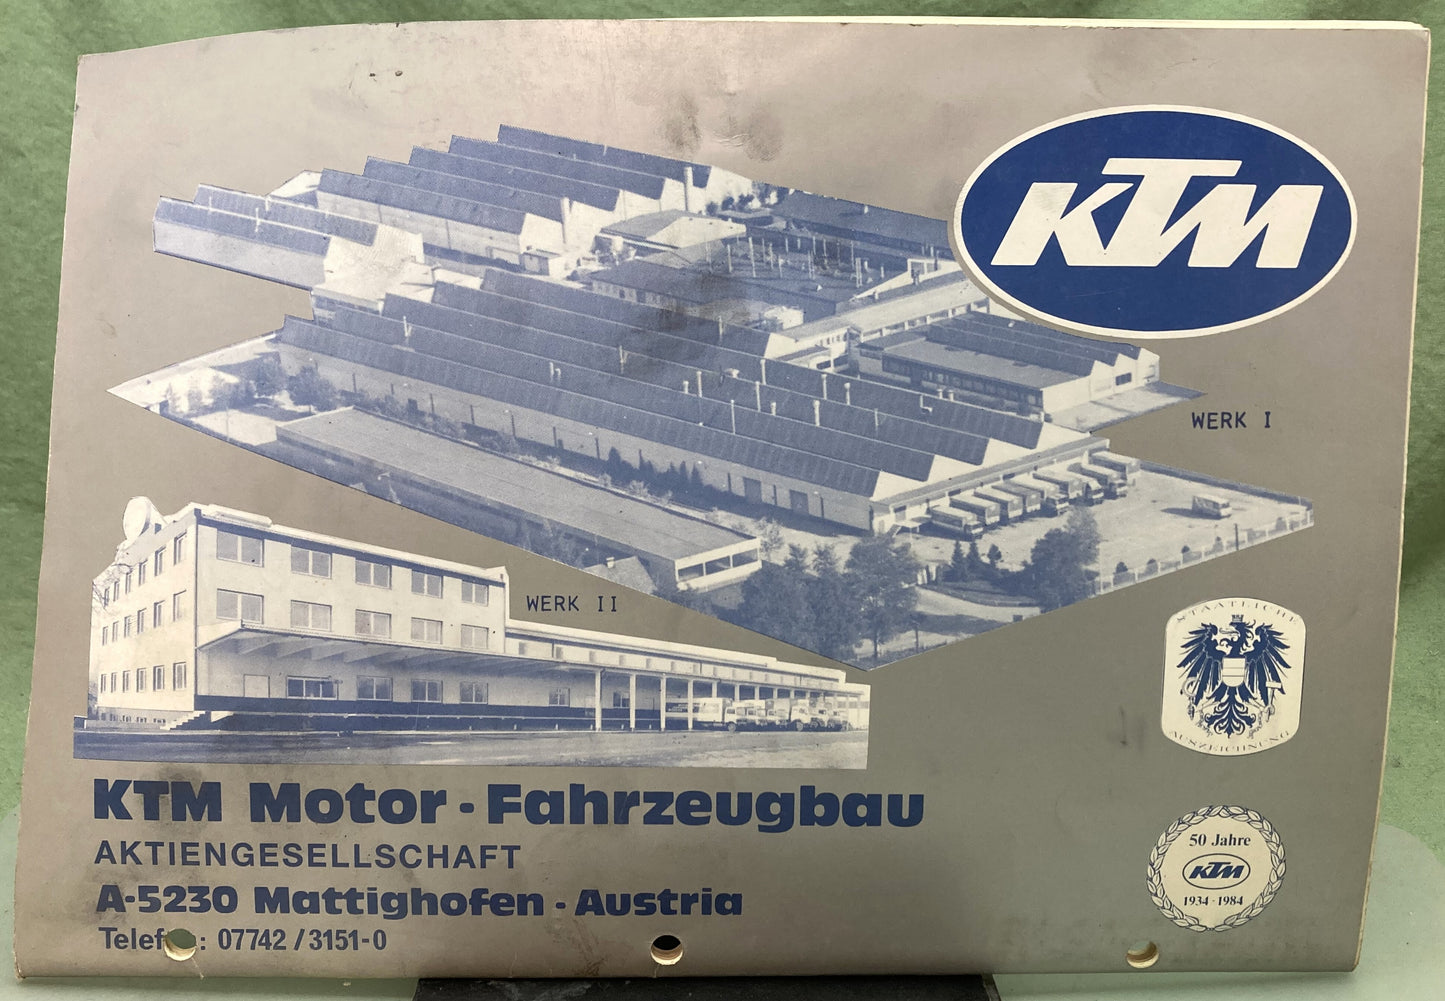 KTM
WERK I
WERK II
STAATLICHE
AUSZEICHNUNG
KTM Motor-Fahrzeugbau
AKTIENGESELLSCHAFT
A-5230 Mattighofen-Austria
Telef : 07742/3151-0
50 Jahre
KTM
1934-1984